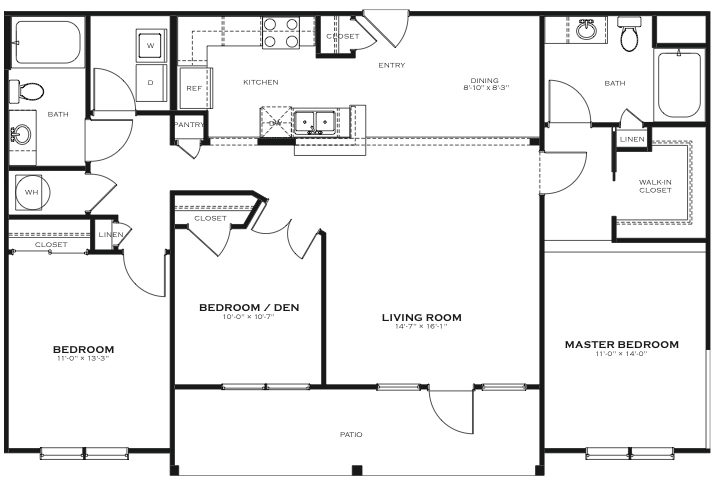 BATH
W
D
REF
KITCHEN
CLOSET
ENTRY
DINING
8'-10" x 8'-3"
BATH
PANTRY
DW
LINEN
WALK-IN
CLOSET
WH
CLOSET
LINEN
CLOSET
BEDROOM
11'-0" × 13'-3"
BEDROOM / DEN
10'-0" × 10'-7"
LIVING ROOM
14'-7" × 16'-1"
MASTER BEDROOM
11'-0" × 14'-0"
PATIO